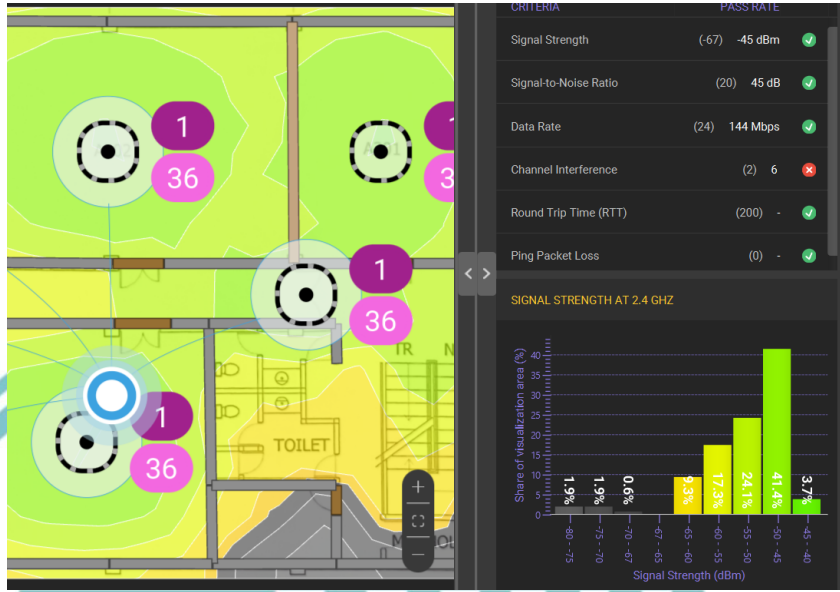 CRITERIA PASS RATE
Signal Strength (-67) -45 dBm
Signal-to-Noise Ratio (20) 45 dB
Data Rate (24) 144 Mbps
Channel Interference (2) 6
Round Trip Time (RTT) (200) -
Ping Packet Loss (0) -
1
36
1
36
1
36
1
3
TR
N
TOILET
M
+
−
SIGNAL STRENGTH AT 2.4 GHZ
Share of visualization area (%)
40
35
30
25
20
15
10
5
0
1.9% 1.9% 0.6% 9.3% 17.3% 24.1% 41.4% 3.7%
-80 - -75 -75 - -70 -70 - -67 -67 - -65 -65 - -60 -60 - -55 -55 - -50 -50 - -45 -45 - -40
Signal Strength (dBm)